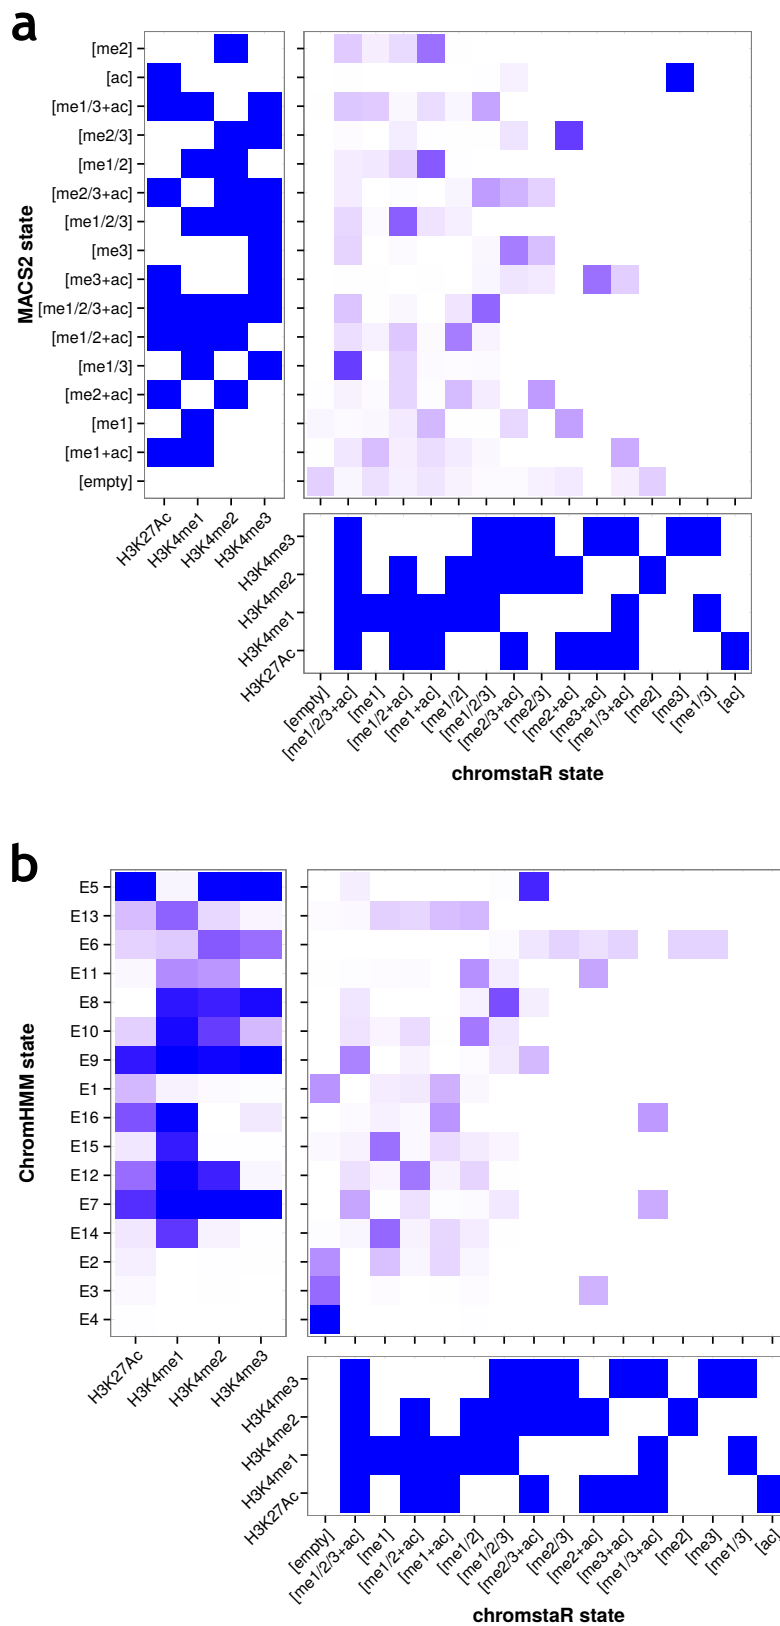 a
MACS2 state
[me2]
[ac]
[me1/3+ac]
[me2/3]
[me1/2]
[me2/3+ac]
[me1/2/3]
[me3]
[me3+ac]
[me1/2/3+ac]
[me1/2+ac]
[me1/3]
[me2+ac]
[me1]
[me1+ac]
[empty]
H3K27Ac
H3K4me1
H3K4me2
H3K4me3
H3K4me3
H3K4me2
H3K4me1
H3K27Ac
[empty]
[me1/2/3+ac]
[me1]
[me1/2+ac]
[me1+ac]
[me1/2]
[me1/2/3]
[me2/3+ac]
[me2/3]
[me2+ac]
[me3+ac]
[me1/3+ac]
[me2]
[me3]
[me1/3]
[ac]
chromstaR state
b
ChromHMM state
E5
E13
E6
E11
E8
E10
E9
E1
E16
E15
E12
E7
E14
E2
E3
E4
H3K27Ac
H3K4me1
H3K4me2
H3K4me3
H3K4me3
H3K4me2
H3K4me1
H3K27Ac
[empty]
[me1/2/3+ac]
[me1]
[me1/2+ac]
[me1+ac]
[me1/2]
[me1/2/3]
[me2/3+ac]
[me2/3]
[me2+ac]
[me3+ac]
[me1/3+ac]
[me2]
[me3]
[me1/3]
[ac]
chromstaR state